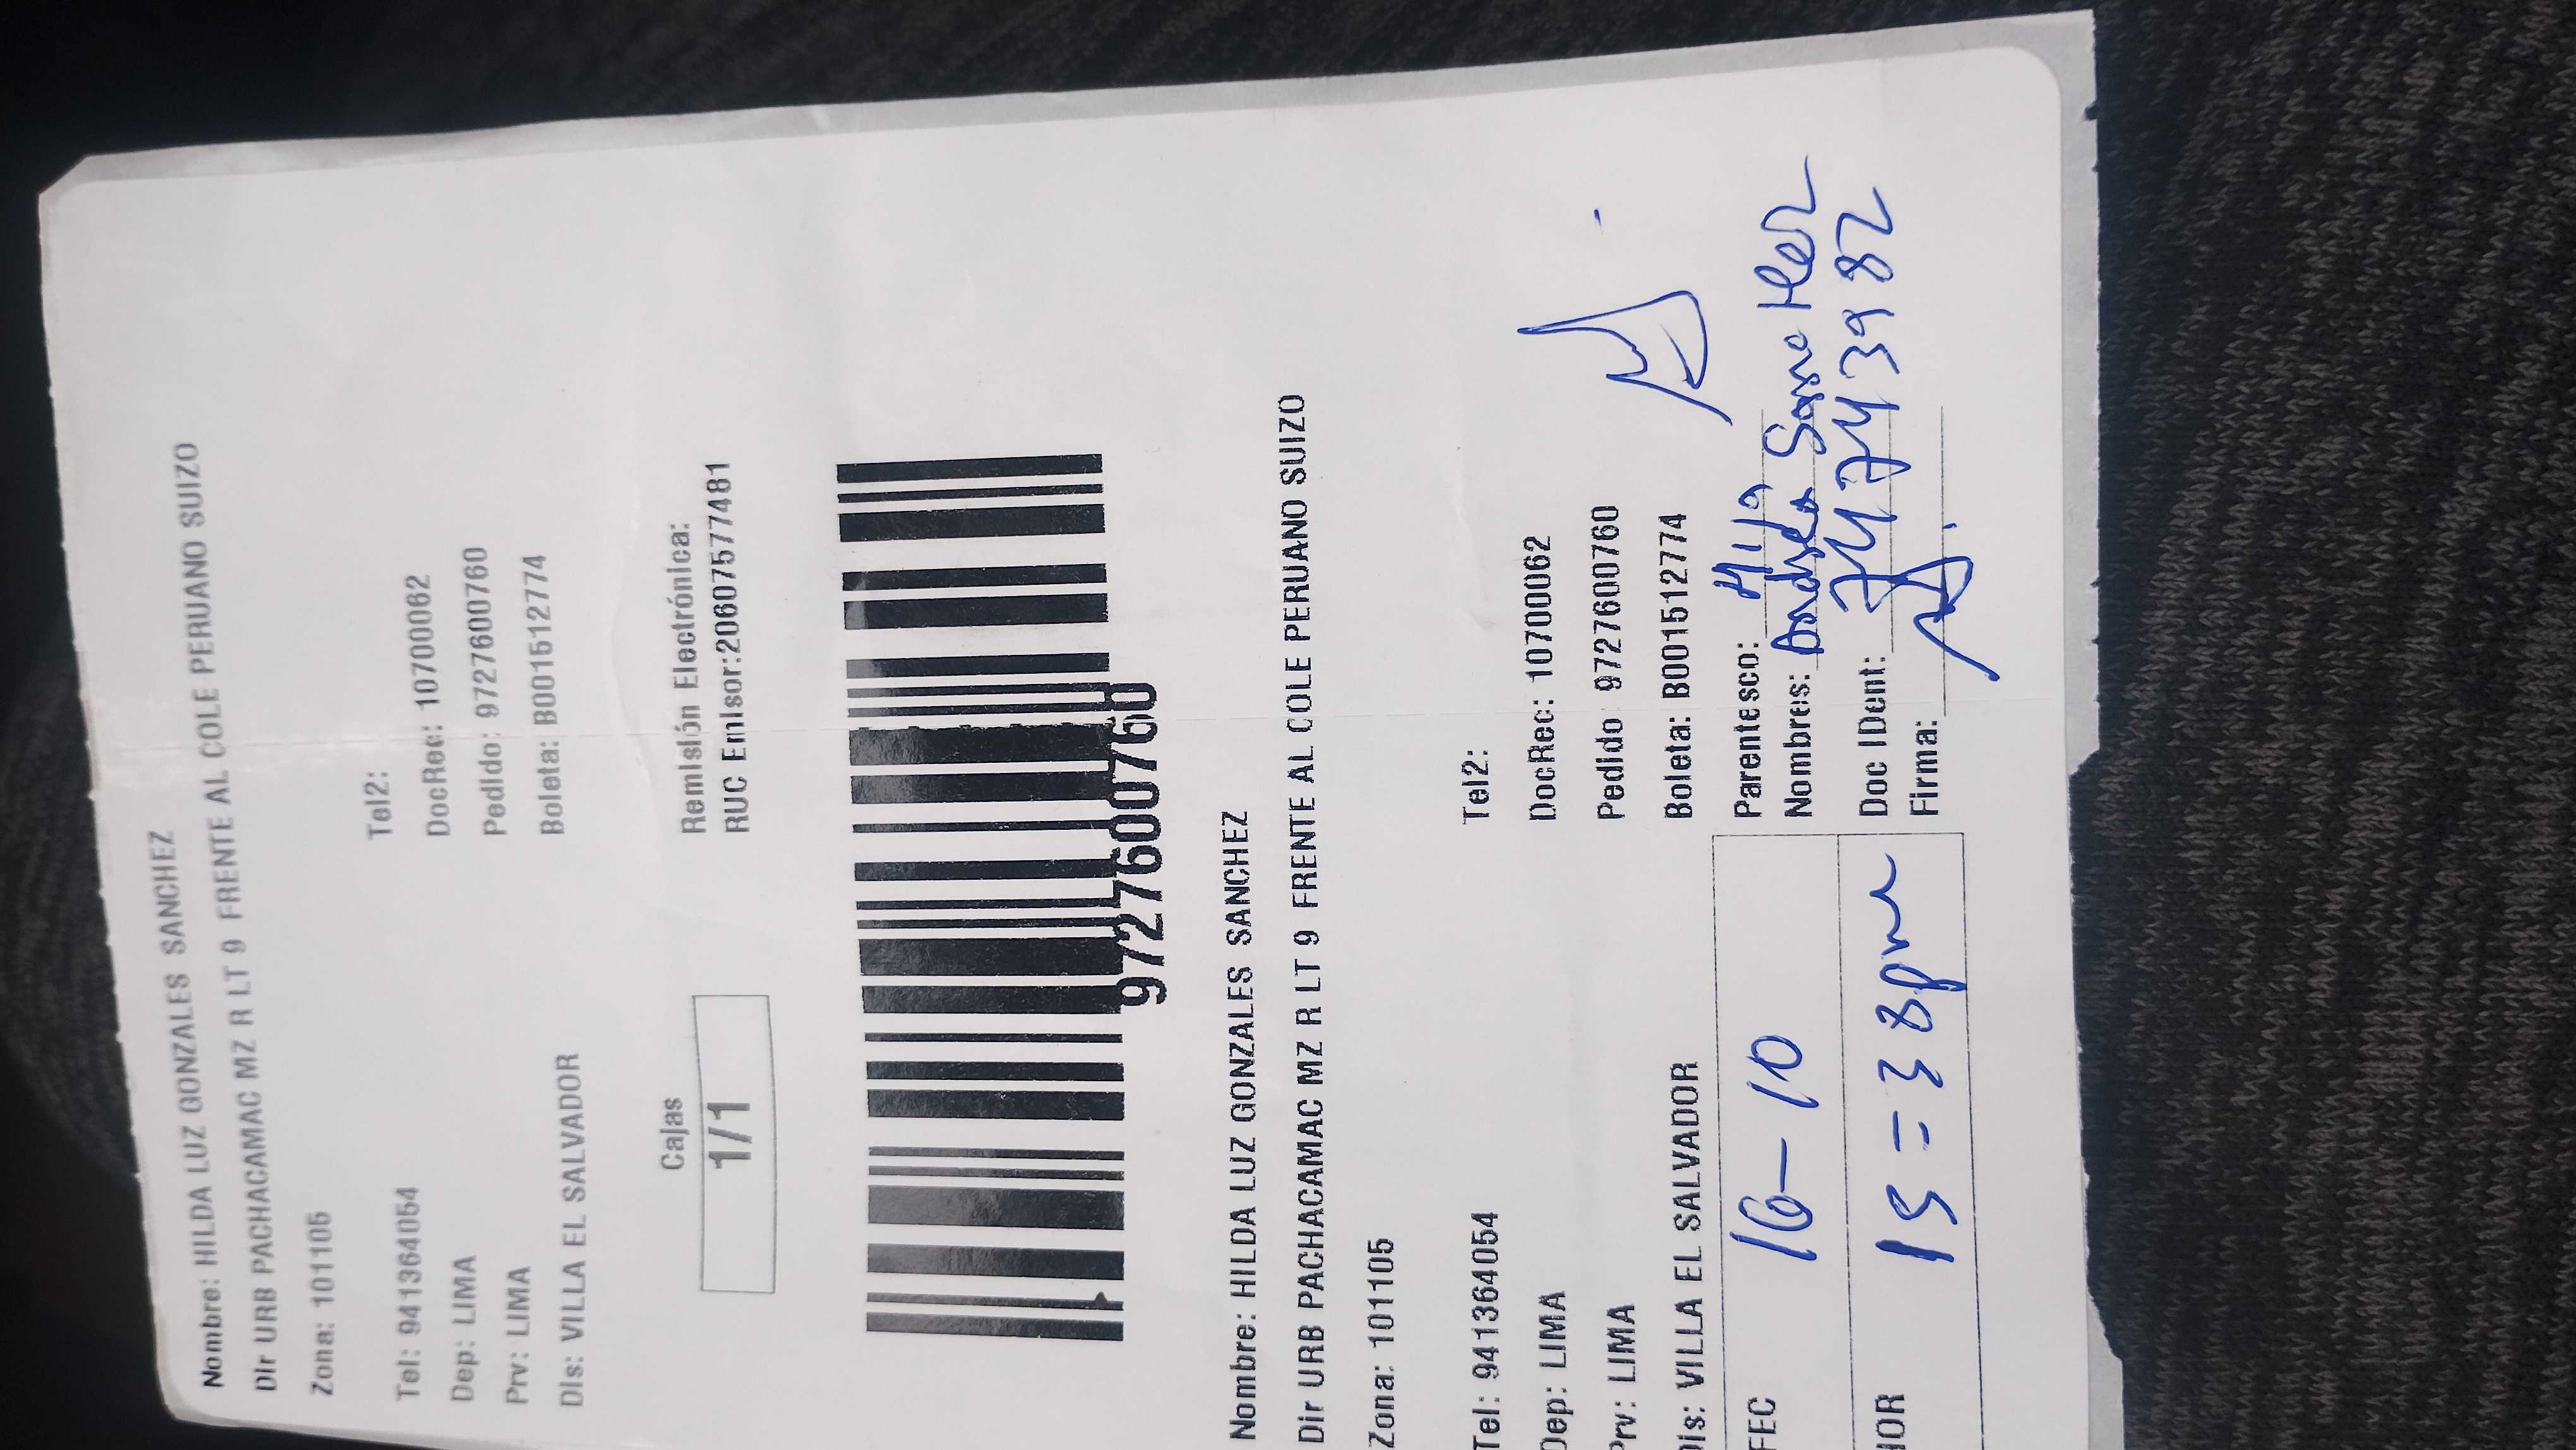 Nombre: HILDA LUZ GONZALES SANCHEZ
Dir URB PACHACAMAC MZ R LT 9 FRENTE AL COLE PERUANO SUIZO
Zona: 101105
Tel: 941364054 Tel2:
Dep: LIMA DocRec: 10700062
Prv: LIMA Pedido: 9727600760
Dis: VILLA EL SALVADOR Boleta: B001512774
Cajas Remisión Electrónica:
1/1 RUC Emisor:20607577481
9727600760
Nombre: HILDA LUZ GONZALES SANCHEZ
Dir URB PACHACAMAC MZ R LT 9 FRENTE AL COLE PERUANO SUIZO
Zona: 101105
Tel: 941364054 Tel2:
Dep: LIMA DocRec: 10700062
Prv: LIMA Pedido 9727600760
Dis: VILLA EL SALVADOR Boleta: B001512774
FEC 16-10 Parentesco:
Nombres:
HOR 15 = 38pm Doc IDent: 74743982
Firma: